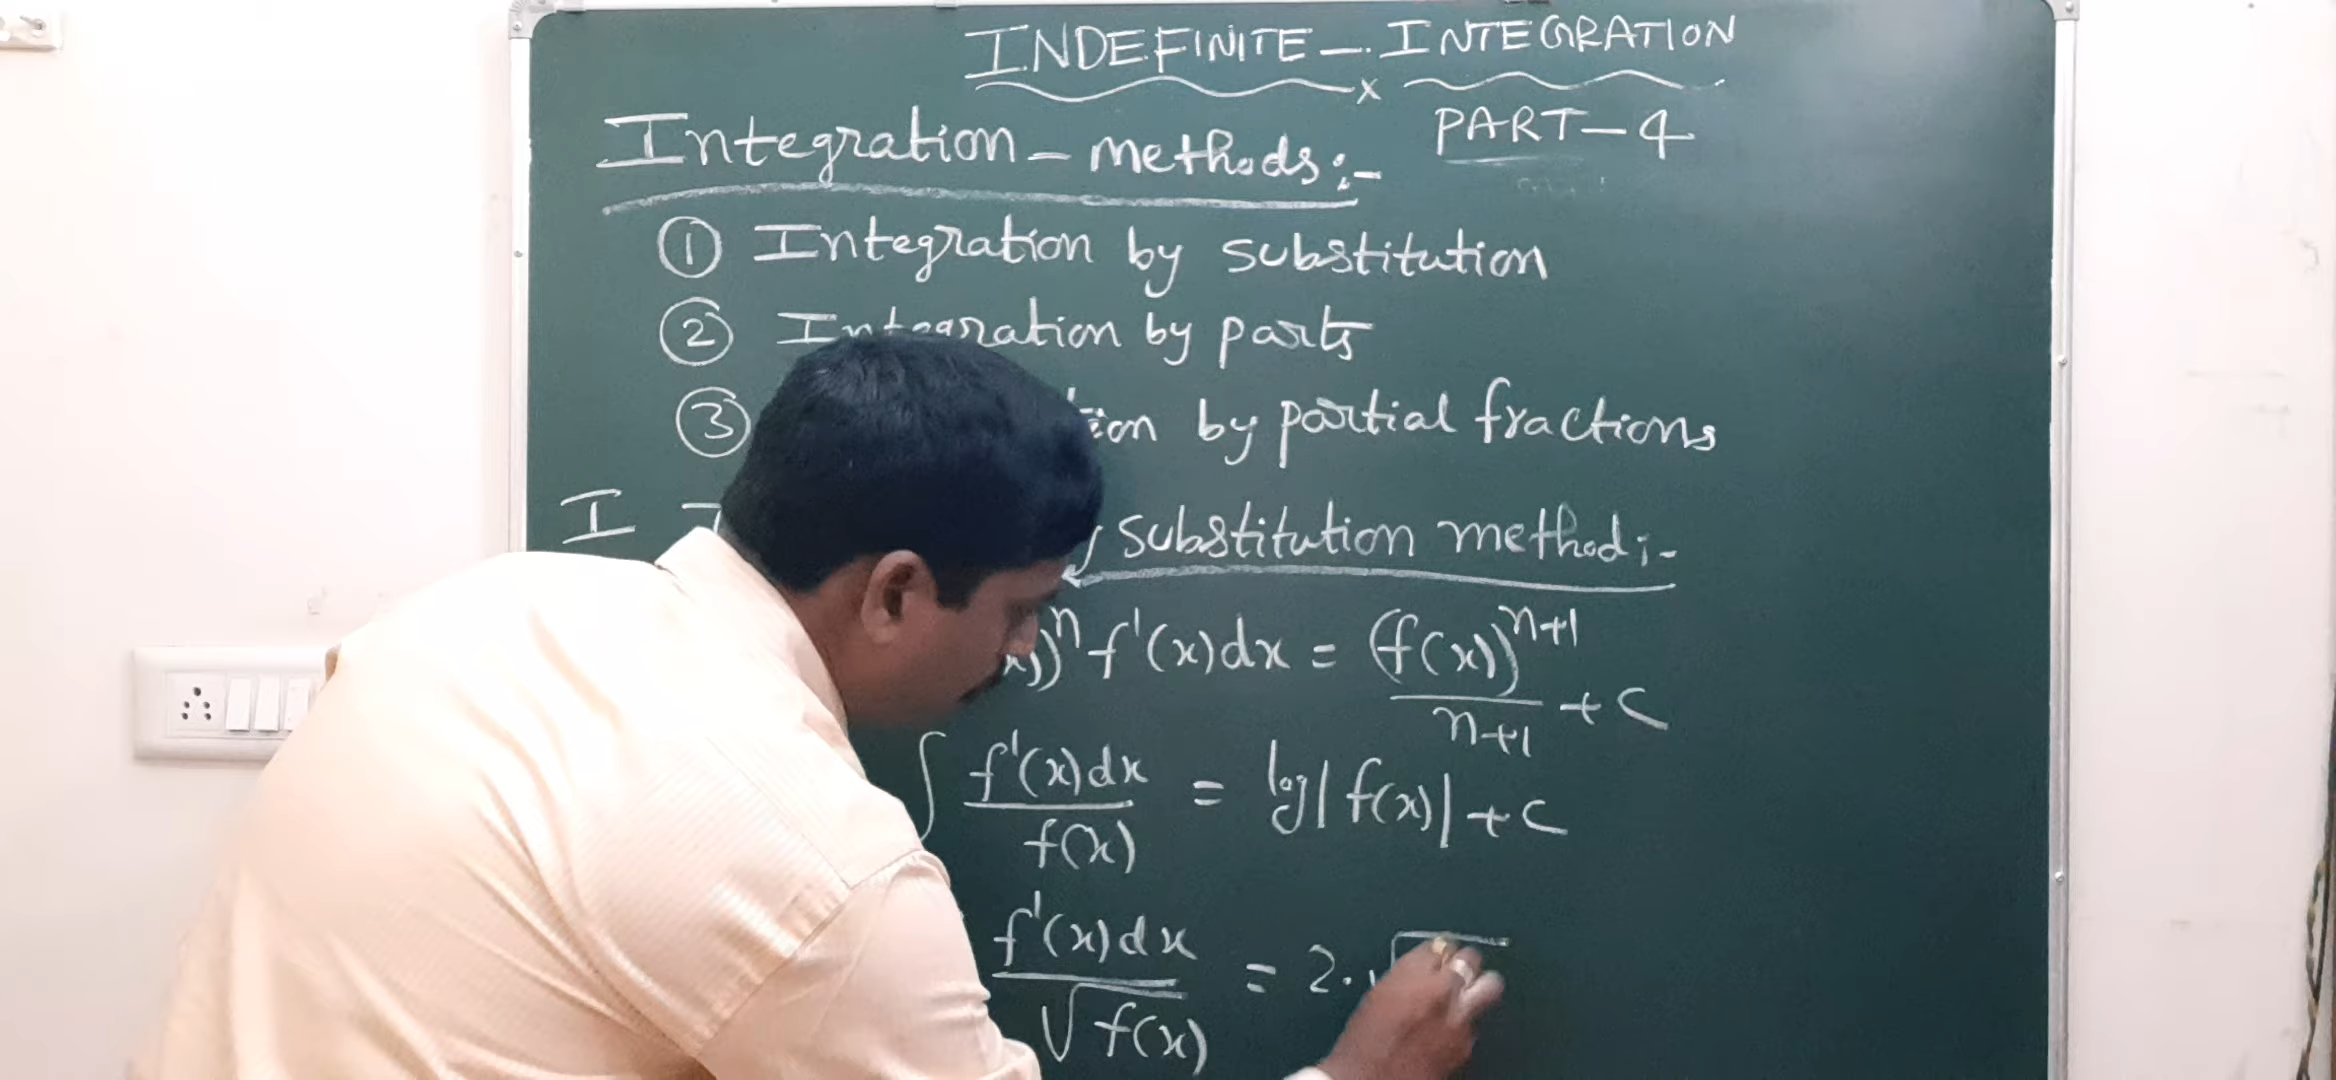 INDEFINITE - INTEGRATION
PART-4
Integration - methods:-
① Integration by substitution
② Integration by parts
③ by partial fractions
I substitution method:-
f'(x)dx = (f(x))^{n+1} / n+1 + C
∫ f'(x)dx / f(x) = log|f(x)| + C
f'(x)dx / √f(x) = 2.√